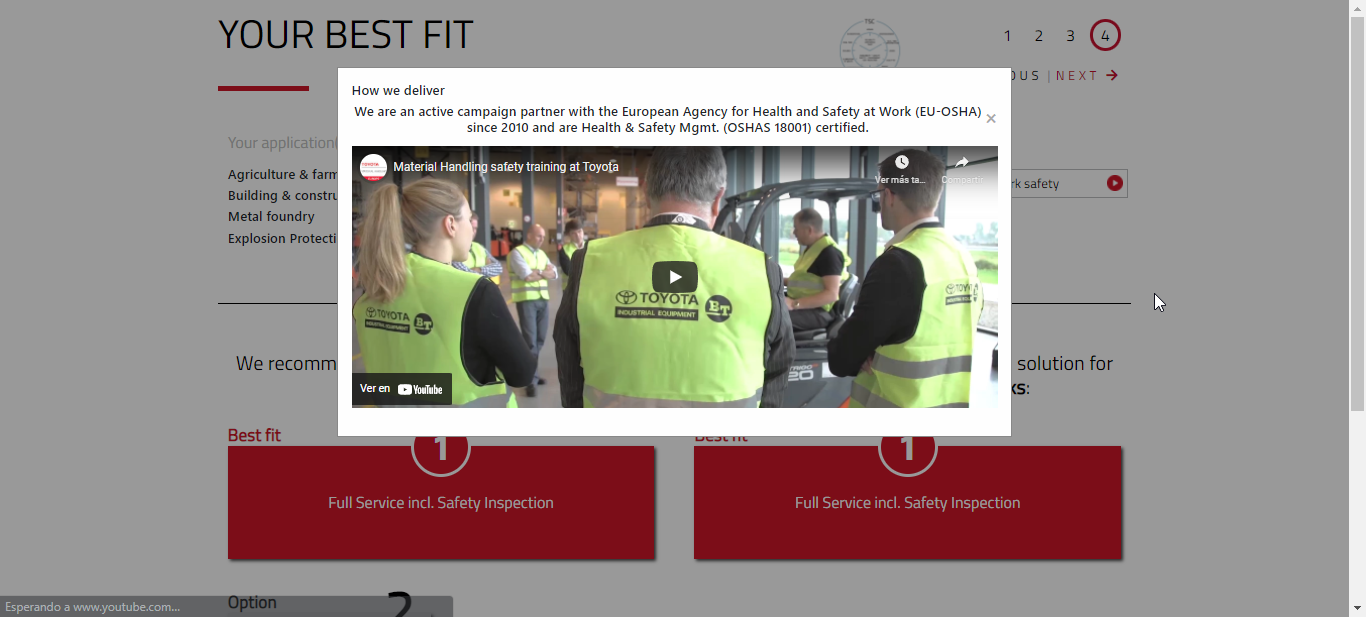 YOUR BEST FIT
TSC
1 2 3 4
OUS | NEXT
How we deliver
We are an active campaign partner with the European Agency for Health and Safety at Work (EU-OSHA)
since 2010 and are Health & Safety Mgmt. (OSHAS 18001) certified.
Your application
Agriculture & farm
Building & constru
Metal foundry
Explosion Protecti
rk safety
Material Handling safety training at Toyota
Ver más ta...
Compartir
TOYOTA
INDUSTRIAL EQUIPMENT
BT
TOYOTA
INDUSTRIAL EQUIPMENT
BT
TOYOTA
20
Ver en YouTube
We recomm
solution for
ks:
Best fit
Best fit
1
1
Full Service incl. Safety Inspection
Full Service incl. Safety Inspection
Option
2
Esperando a www.youtube.com...